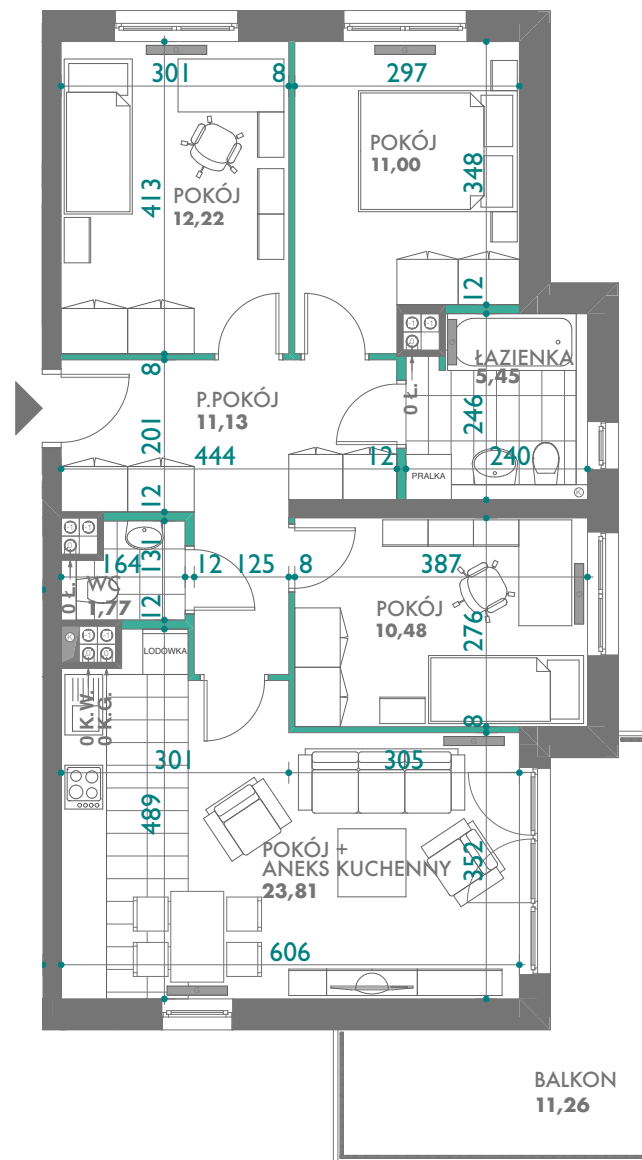 G
G
301
8
297
POKÓJ
11,00
348
413
POKÓJ
12,22
12
ŁAZIENKA
5,45
0 Ł.
8
P.POKÓJ
11,13
201
246
444
12
240
PRALKA
12
164
131
12
125
8
387
WC
1,77
0 Ł.
12
POKÓJ
10,48
276
G
K
LODÓWKA
0 K.W.
0 K.G.
8
G
301
305
489
POKÓJ +
ANEKS KUCHENNY
23,81
352
606
G
BALKON
11,26